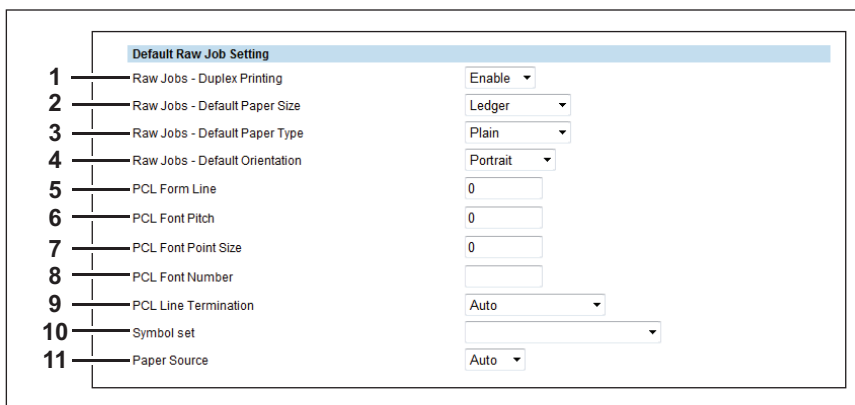 Default Raw Job Setting
1 Raw Jobs - Duplex Printing Enable
2 Raw Jobs - Default Paper Size Ledger
3 Raw Jobs - Default Paper Type Plain
4 Raw Jobs - Default Orientation Portrait
5 PCL Form Line 0
6 PCL Font Pitch 0
7 PCL Font Point Size 0
8 PCL Font Number
9 PCL Line Termination Auto
10 Symbol set
11 Paper Source Auto